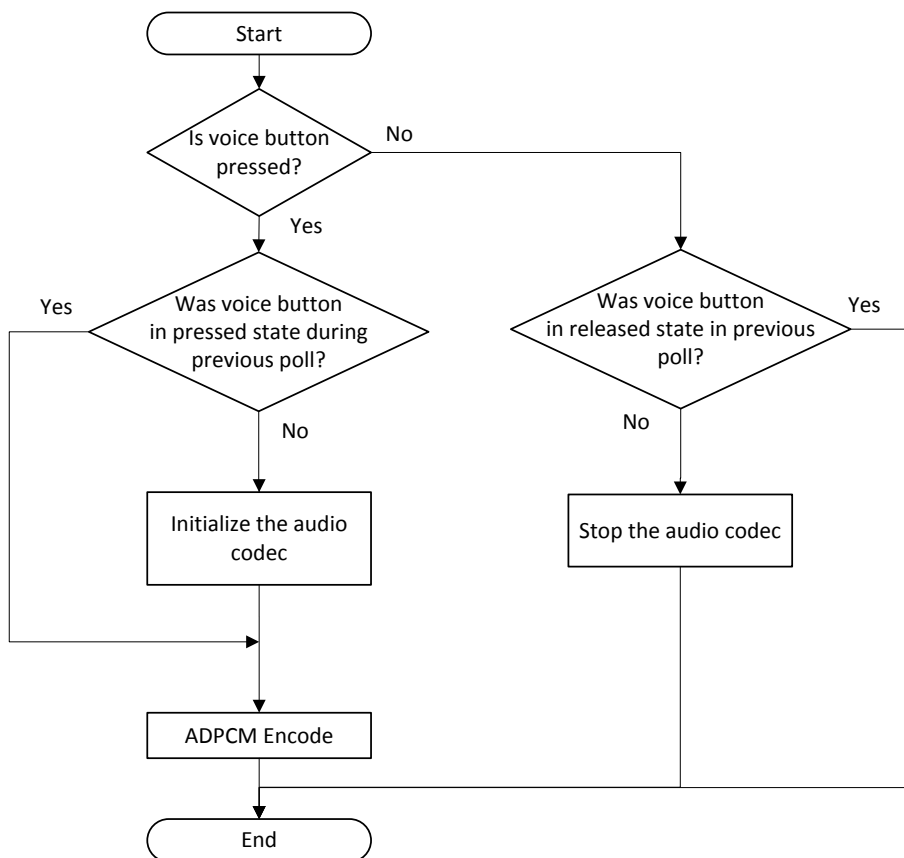 Start
Is voice button
pressed?
No
Yes
Yes
Was voice button
in pressed state during
previous poll?
Was voice button
in released state in previous
poll?
Yes
No
No
Initialize the audio
codec
Stop the audio codec
ADPCM Encode
End